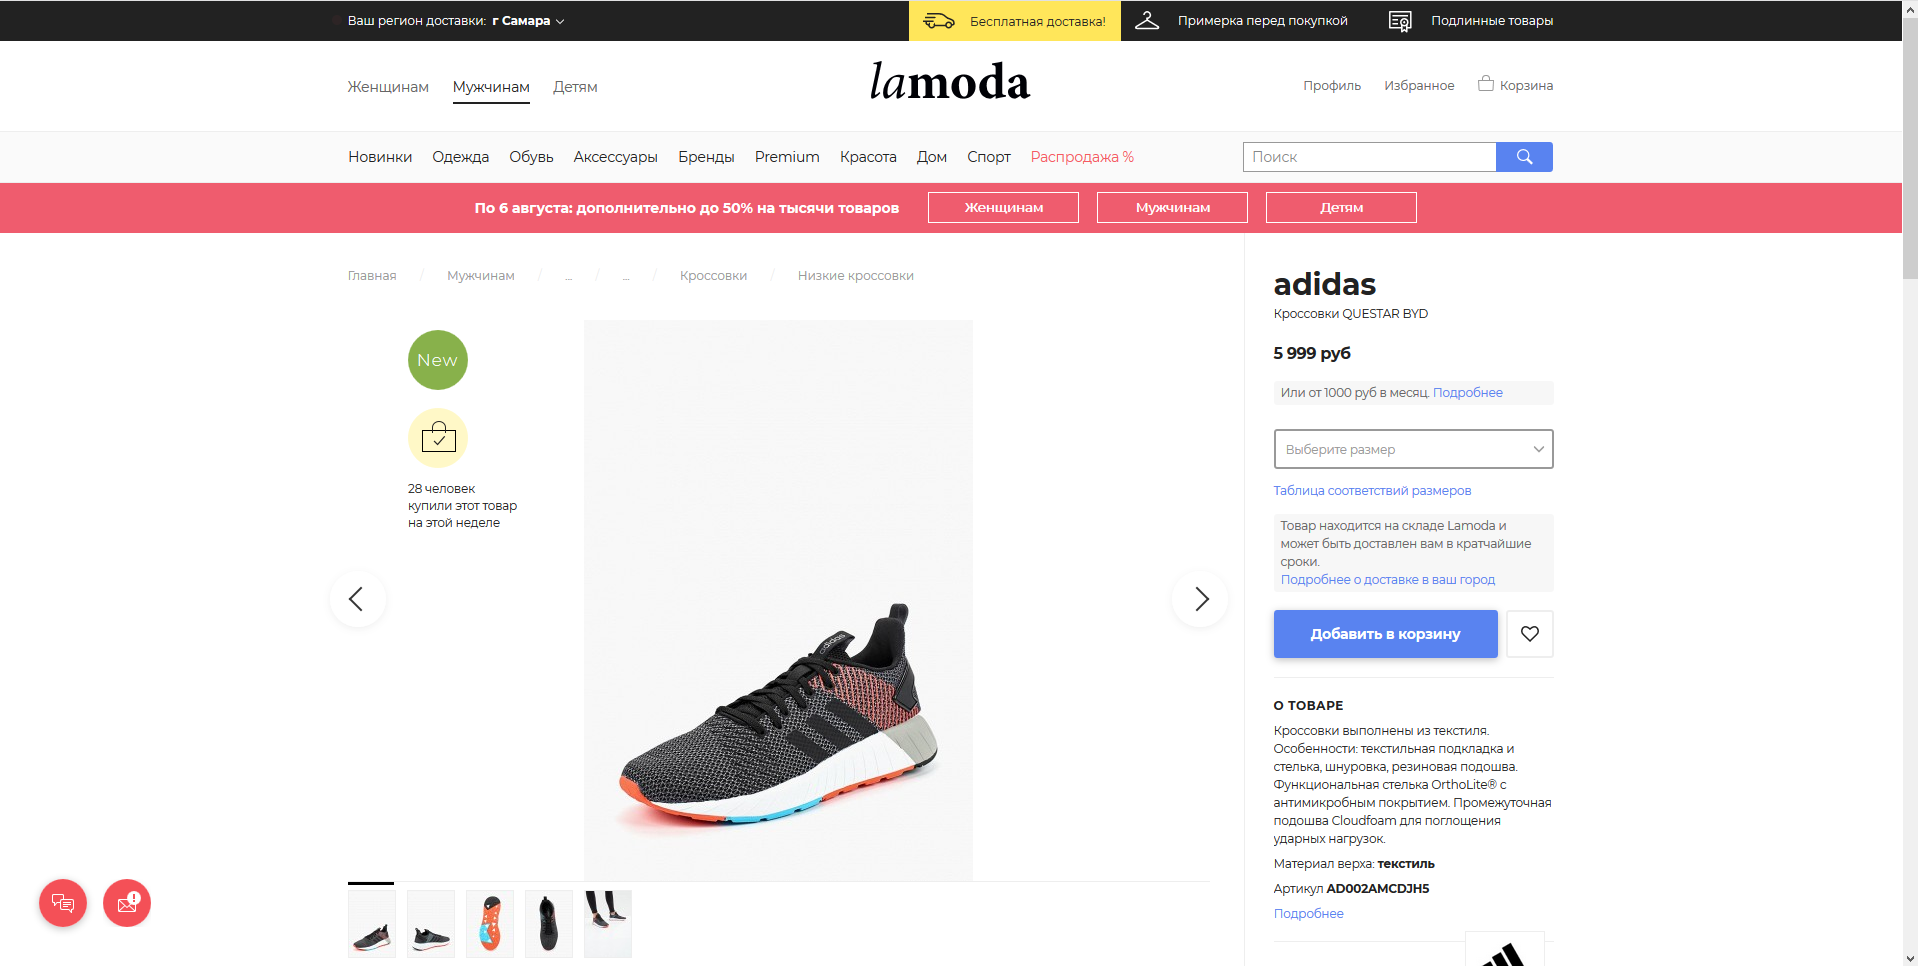 Ваш регион доставки: г Самара
Бесплатная доставка!
Примерка перед покупкой
Подлинные товары
Женщинам Мужчинам Детям
lamoda
Профиль Избранное Корзина
Новинки Одежда Обувь Аксессуары Бренды Premium Красота Дом Спорт Распродажа %
Поиск
По 6 августа: дополнительно до 50% на тысячи товаров
Женщинам Мужчинам Детям
Главная / Мужчинам / ... / ... / Кроссовки / Низкие кроссовки
New
28 человек
купили этот товар
на этой неделе
adidas
adidas
Кроссовки QUESTAR BYD
5 999 руб
Или от 1000 руб в месяц. Подробнее
Выберите размер
Таблица соответствий размеров
Товар находится на складе Lamoda и
может быть доставлен вам в кратчайшие
сроки.
Подробнее о доставке в ваш город
Добавить в корзину
О ТОВАРЕ
Кроссовки выполнены из текстиля.
Особенности: текстильная подкладка и
стелька, шнуровка, резиновая подошва.
Функциональная стелька OrthoLite® с
антимикробным покрытием. Промежуточная
подошва Cloudfoam для поглощения
ударных нагрузок.
Материал верха: текстиль
Артикул AD002AMCDJH5
Подробнее